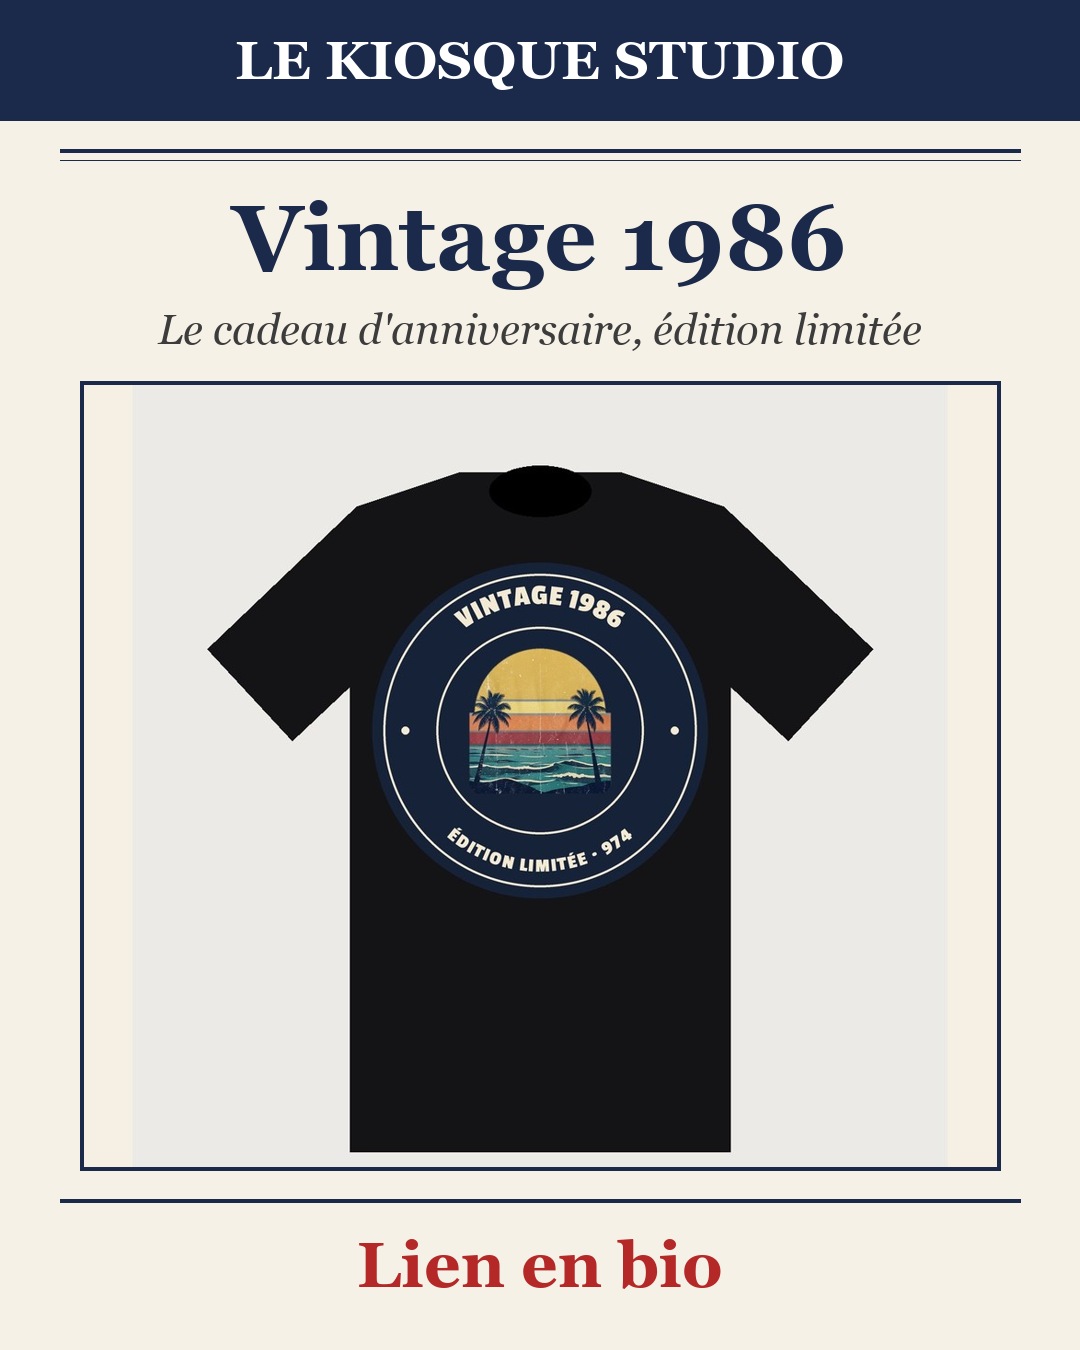 LE KIOSQUE STUDIO
Vintage 1986
Le cadeau d'anniversaire, édition limitée
VINTAGE 1986
ÉDITION LIMITÉE · 974
Lien en bio